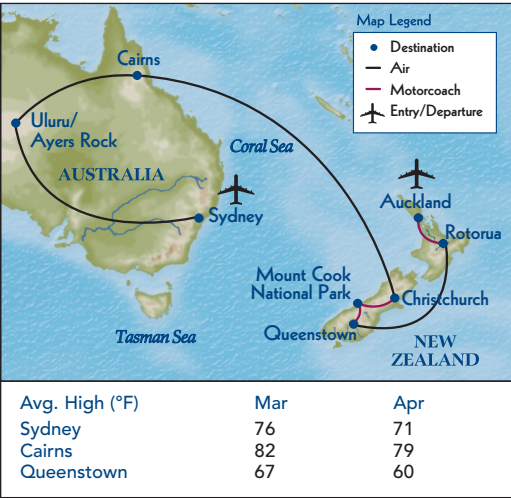 Map Legend
Destination
Air
Motorcoach
Entry/Departure
Cairns
Uluru/
Ayers Rock
Coral Sea
AUSTRALIA
Sydney
Auckland
Rotorua
Mount Cook
National Park
Christchurch
Queenstown
Tasman Sea
NEW
ZEALAND
Avg. High (°F) Mar Apr
Sydney 76 71
Cairns 82 79
Queenstown 67 60